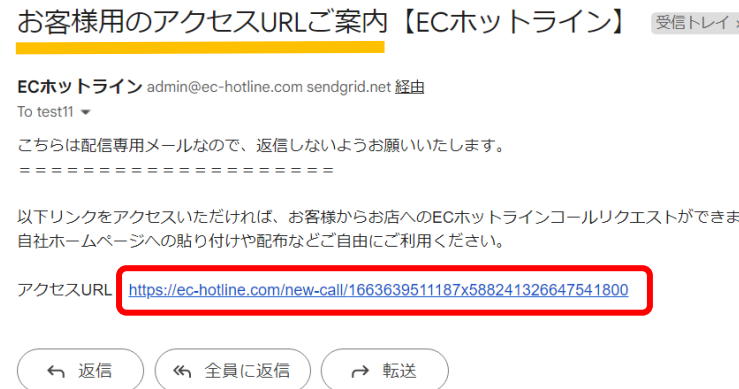 お客様用のアクセスURLご案内【ECホットライン】 受信トレイ ×
ECホットライン admin@ec-hotline.com sendgrid.net 経由
To test11
こちらは配信専用メールなので、返信しないようお願いいたします。
＝＝＝＝＝＝＝＝＝＝＝＝＝＝＝＝＝＝＝＝
以下リンクをアクセスいただければ、お客様からお店へのECホットラインコールリクエストができま
自社ホームページへの貼り付けや配布などご自由にご利用ください。
アクセスURL https://ec-hotline.com/new-call/1663639511187x588241326647541800
返信 全員に返信 転送